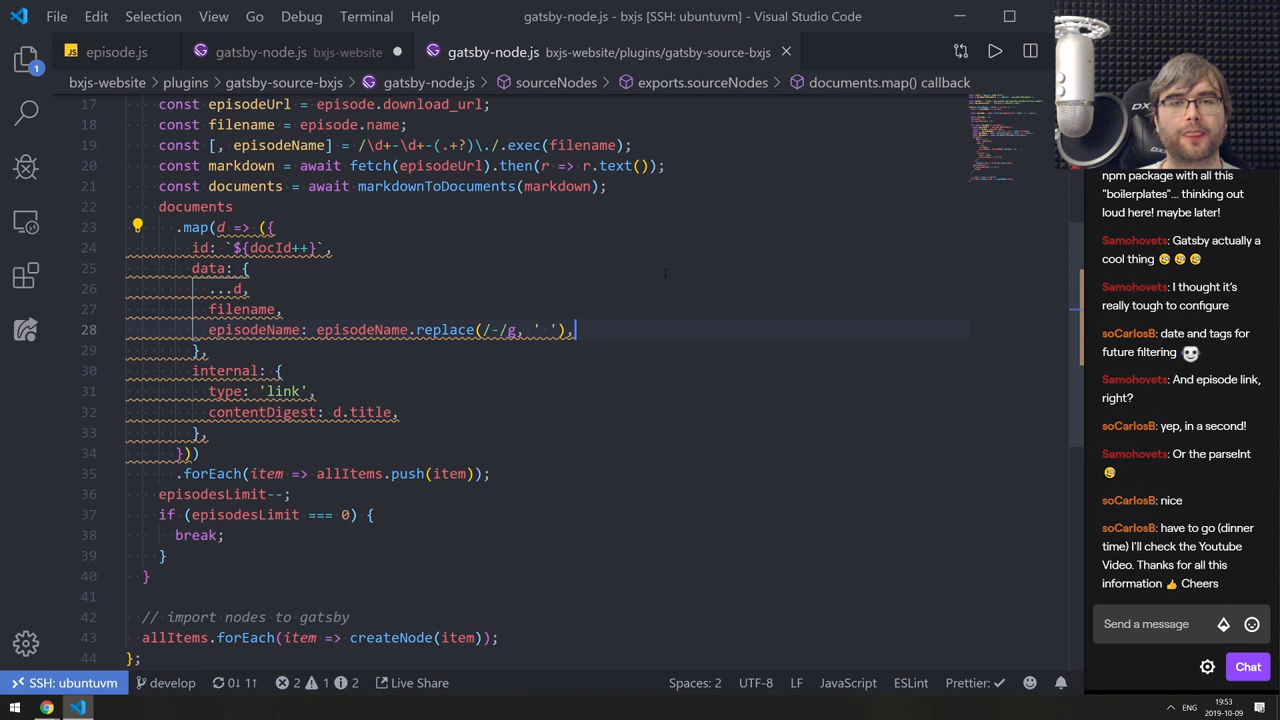 File Edit Selection View Go Debug Terminal Help gatsby-node.js - bxjs [SSH: ubuntuvm] - Visual Studio Code
JS episode.js gatsby-node.js bxjs-website gatsby-node.js bxjs-website/plugins/gatsby-source-bxjs
bxjs-website > plugins > gatsby-source-bxjs > gatsby-node.js > sourceNodes > exports.sourceNodes > documents.map() callback
17 const episodeUrl = episode.download_url;
18 const filename = episode.name;
19 const [, episodeName] = /\d+-\d+-(.+?)\./.exec(filename);
20 const markdown = await fetch(episodeUrl).then(r => r.text());
21 const documents = await markdownToDocuments(markdown);
22 documents
23 .map(d => ({
24 id: `${docId++}`,
25 data: {
26 ...d,
27 filename,
28 episodeName: episodeName.replace(/-/g, ' '),
29 },
30 internal: {
31 type: 'link',
32 contentDigest: d.title,
33 },
34 }))
35 .forEach(item => allItems.push(item));
36 episodesLimit--;
37 if (episodesLimit === 0) {
38 break;
39 }
40 }
41
42 // import nodes to gatsby
43 allItems.forEach(item => createNode(item));
44 };
npm package with all this
"boilerplates"... thinking
out loud here! maybe later!
Samohovets: Gatsby actually a
cool thing
Samohovets: I thought it's
really tough to configure
soCarlosB: date and tags for
future filtering
Samohovets: And episode link,
right?
soCarlosB: yep, in a second!
Samohovets: Or the parseInt
soCarlosB: nice
soCarlosB: have to go (dinner
time) I'll check the Youtube
Video. Thanks for all this
information 👍 Cheers
Send a message
Chat
1
SSH: ubuntuvm develop 0↓ 1↑ 2 1 2 Live Share Spaces: 2 UTF-8 LF JavaScript ESLint Prettier: ✓
ENG 19:53
2019-10-09